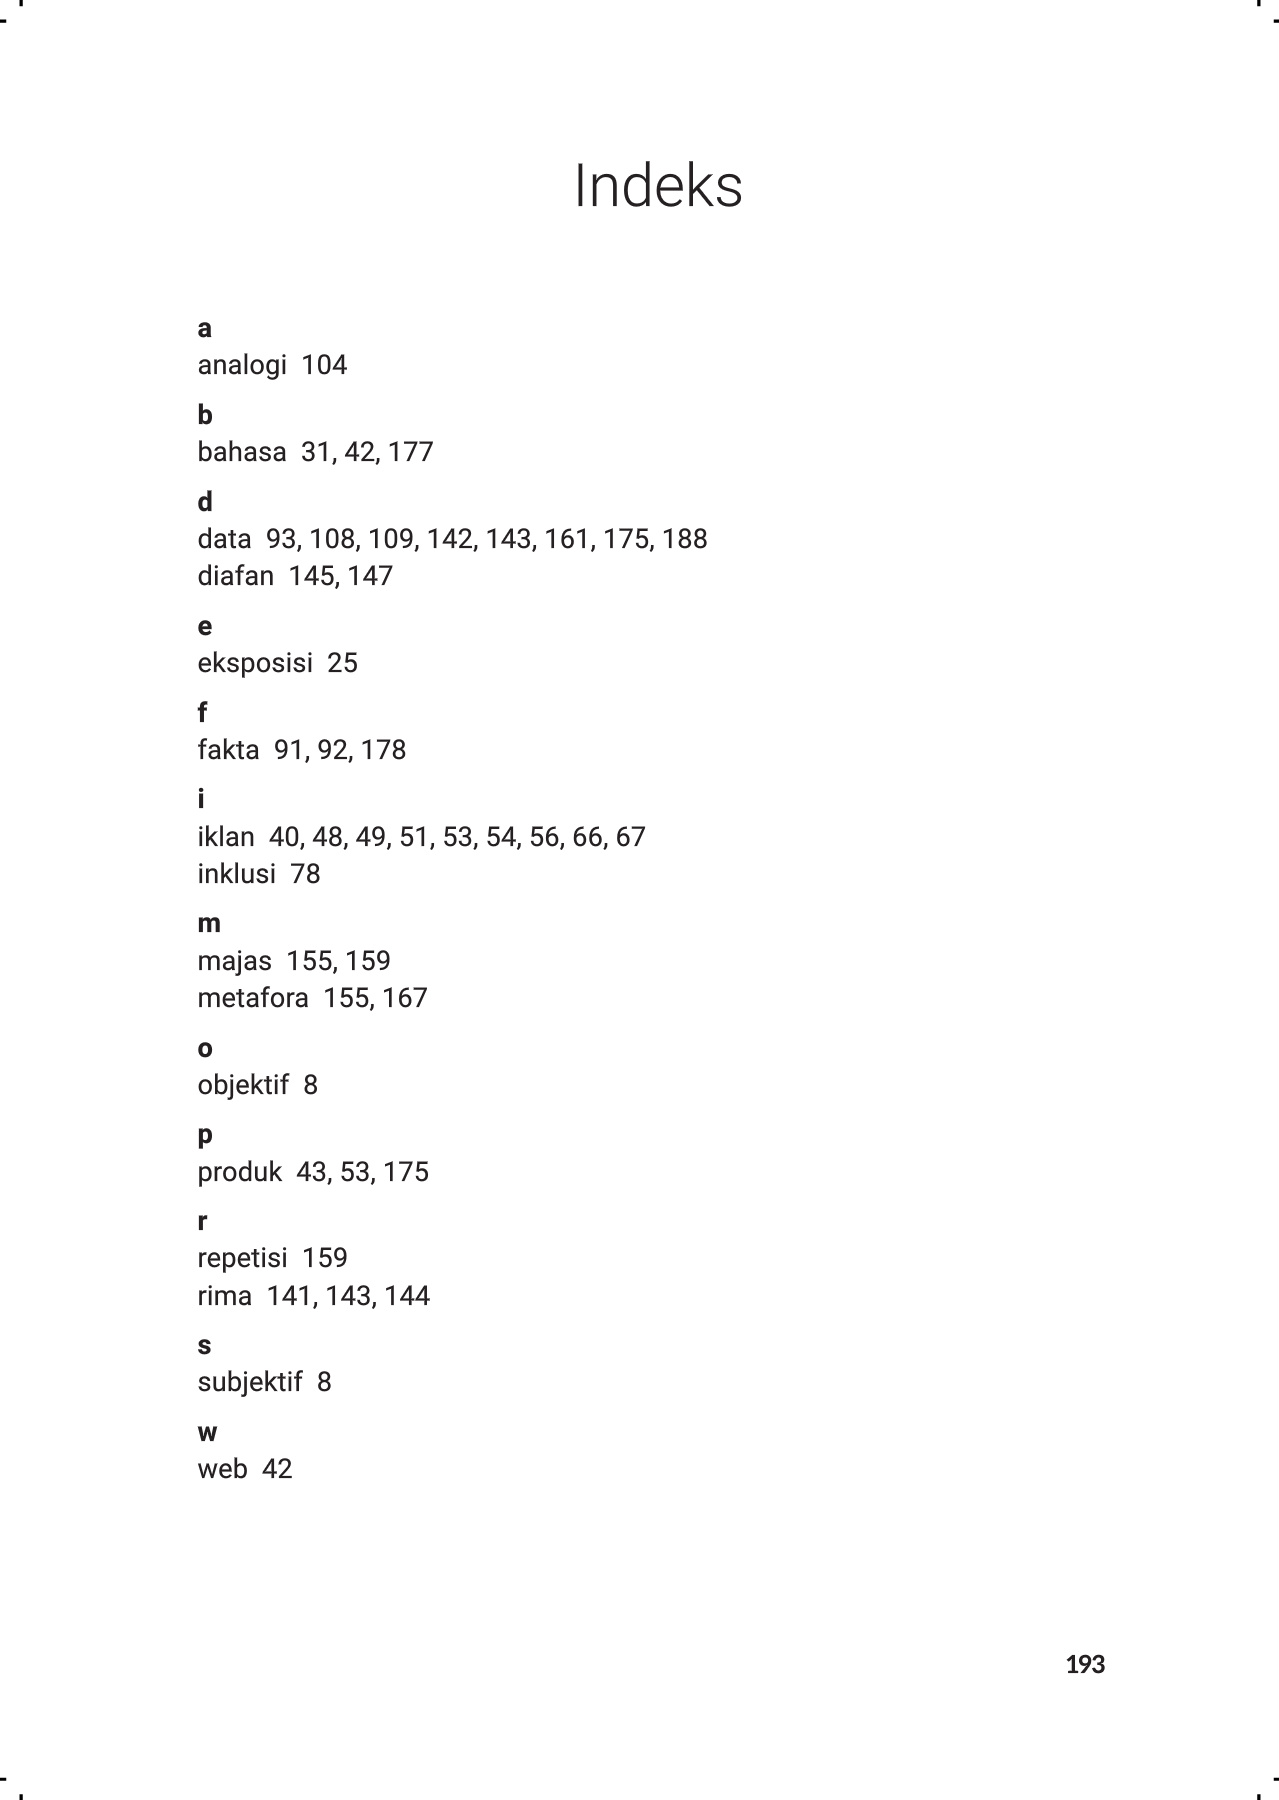 Indeks
a
analogi 104
b
bahasa 31, 42, 177
d
data 93, 108, 109, 142, 143, 161, 175, 188
diafan 145, 147
e
eksposisi 25
f
fakta 91, 92, 178
i
iklan 40, 48, 49, 51, 53, 54, 56, 66, 67
inklusi 78
m
majas 155, 159
metafora 155, 167
o
objektif 8
p
produk 43, 53, 175
r
repetisi 159
rima 141, 143, 144
s
subjektif 8
w
web 42
193